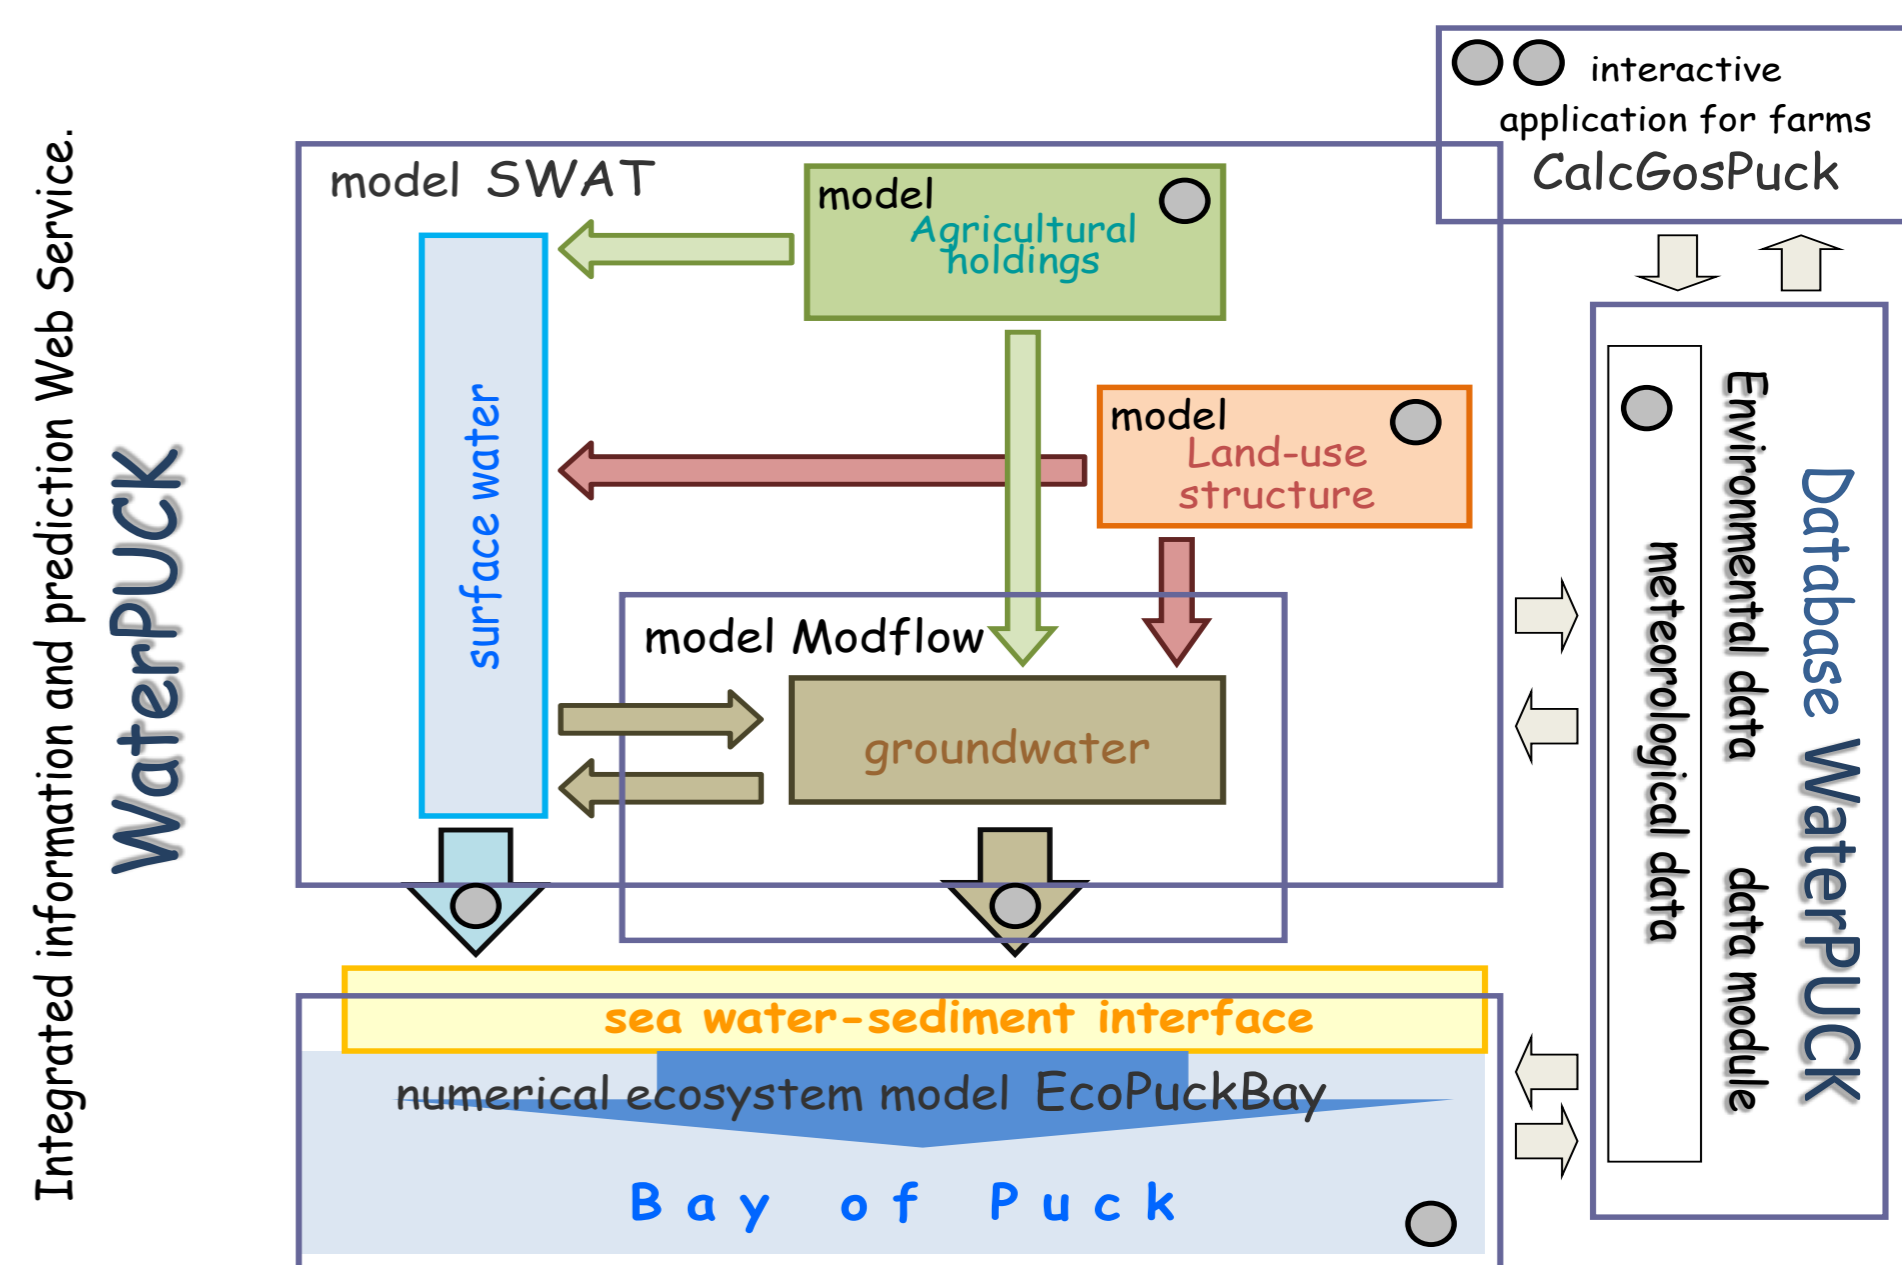 Integrated information and prediction Web Service.
WaterPUCK
interactive
application for farms
CalcGosPuck
model SWAT
model
Agricultural
holdings
surface water
model
Land-use
structure
model Modflow
groundwater
sea water-sediment interface
numerical ecosystem model EcoPuckBay
Bay of Puck
meteorological data
Environmental data data module
Database WaterPUCK